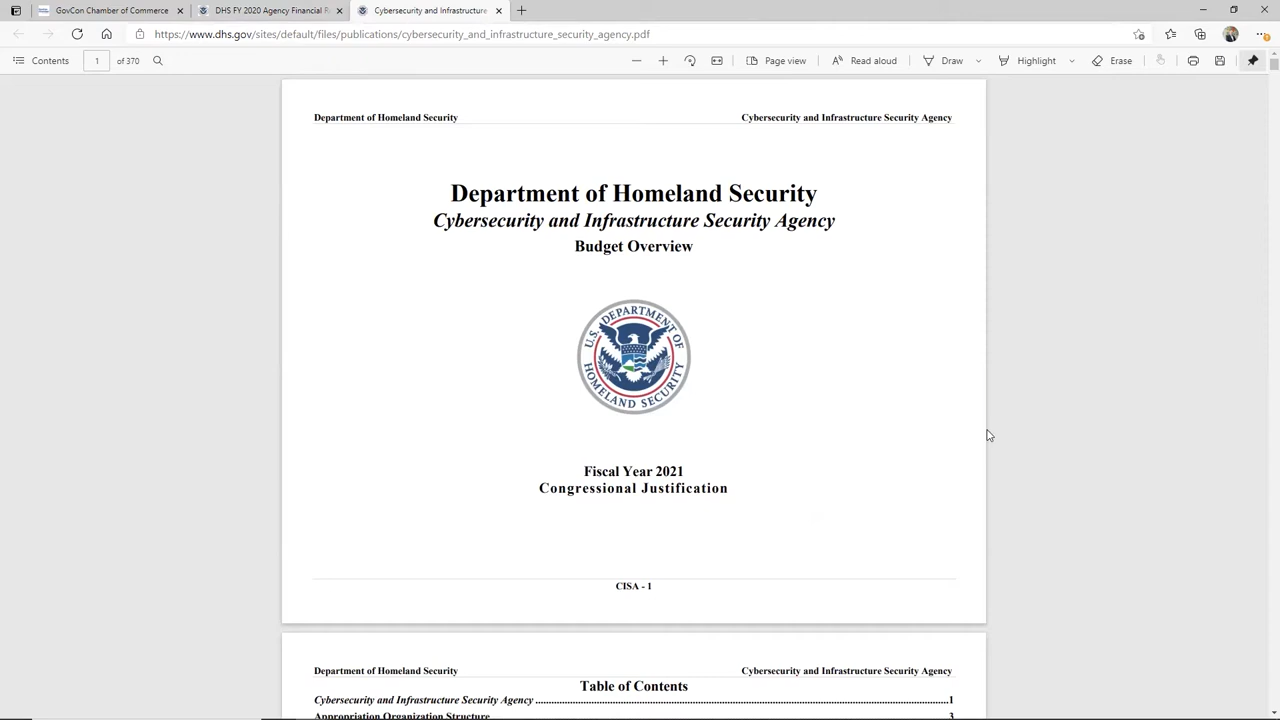 GovCon Chamber of Commerce
DHS FY 2020 Agency Financial R
Cybersecurity and Infrastructure
https://www.dhs.gov/sites/default/files/publications/cybersecurity_and_infrastructure_security_agency.pdf
Contents
1
of 370
Page view
Read aloud
Draw
Highlight
Erase
Department of Homeland Security
Cybersecurity and Infrastructure Security Agency
Department of Homeland Security
Cybersecurity and Infrastructure Security Agency
Budget Overview
U.S. DEPARTMENT OF
HOMELAND SECURITY
Fiscal Year 2021
Congressional Justification
CISA - 1
Department of Homeland Security
Cybersecurity and Infrastructure Security Agency
Table of Contents
Cybersecurity and Infrastructure Security Agency ........................................1
Appropriation Organization Structure ........................................3